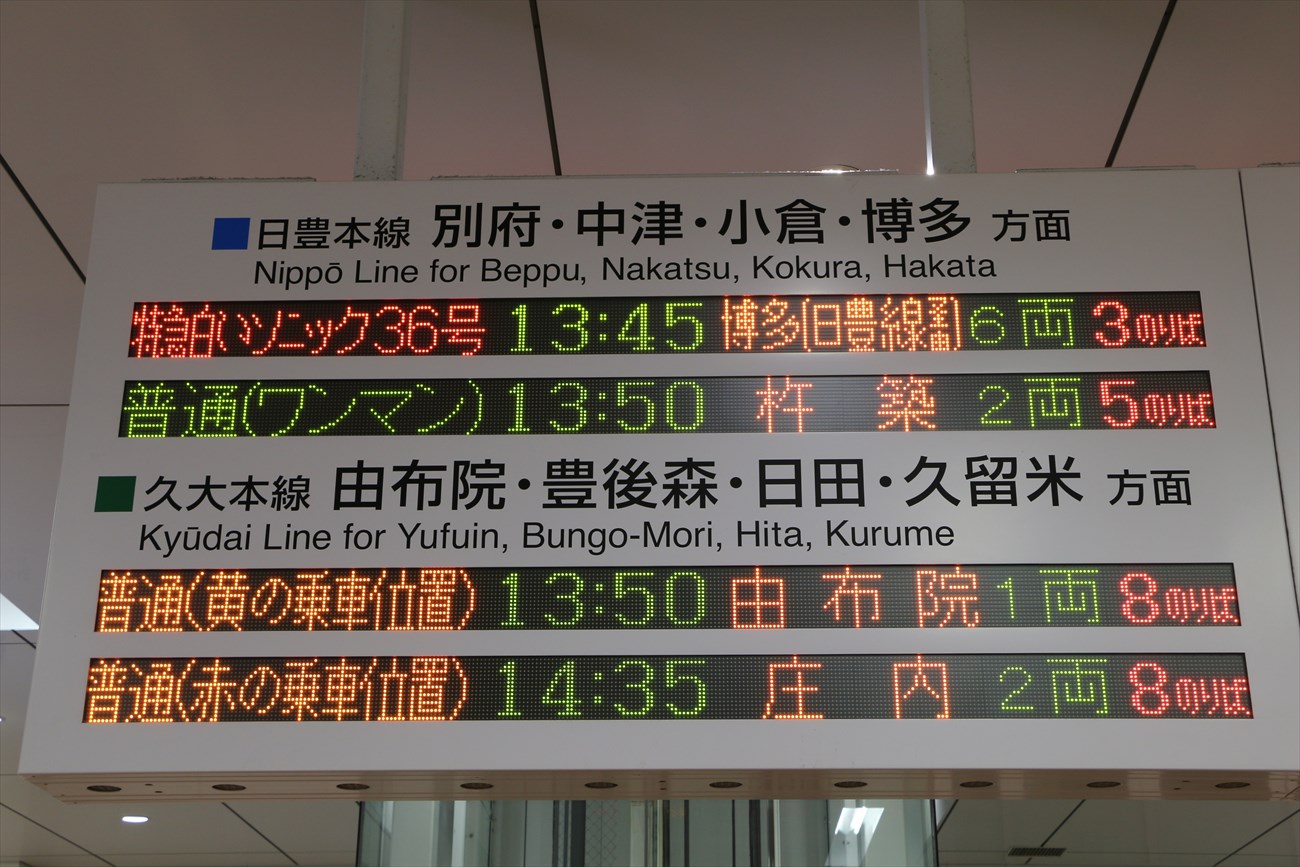 日豊本線 別府・中津・小倉・博多 方面
Nippō Line for Beppu, Nakatsu, Kokura, Hakata
特急白いソニック36号 13:45 博多(日豊線 6両 3のりば
普通(ワンマン) 13:50 杵築 2両 5のりば
久大本線 由布院・豊後森・日田・久留米 方面
Kyūdai Line for Yufuin, Bungo-Mori, Hita, Kurume
普通(黄の乗車位置) 13:50 由布院 1両 8のりば
普通(赤の乗車位置) 14:35 庄内 2両 8のりば